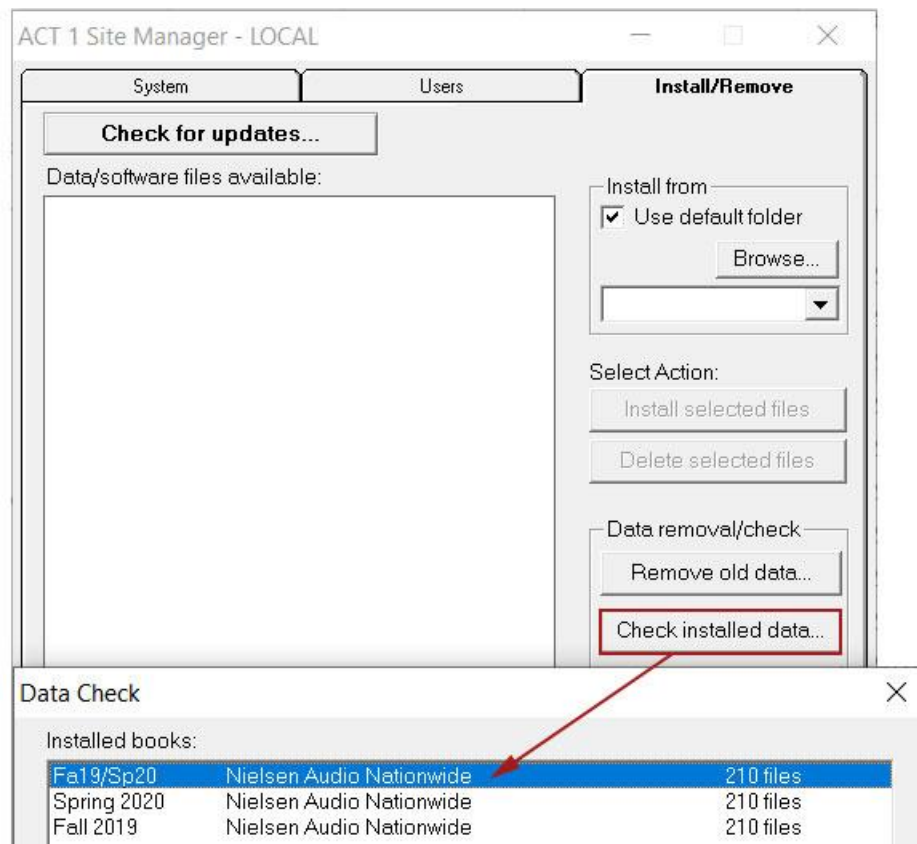 ACT 1 Site Manager - LOCAL
System Users Install/Remove
Check for updates...
Data/software files available:
Install from
Use default folder
Browse...
Select Action:
Install selected files
Delete selected files
Data removal/check
Remove old data...
Check installed data...
Data Check
Installed books:
Fa19/Sp20 Nielsen Audio Nationwide 210 files
Spring 2020 Nielsen Audio Nationwide 210 files
Fall 2019 Nielsen Audio Nationwide 210 files